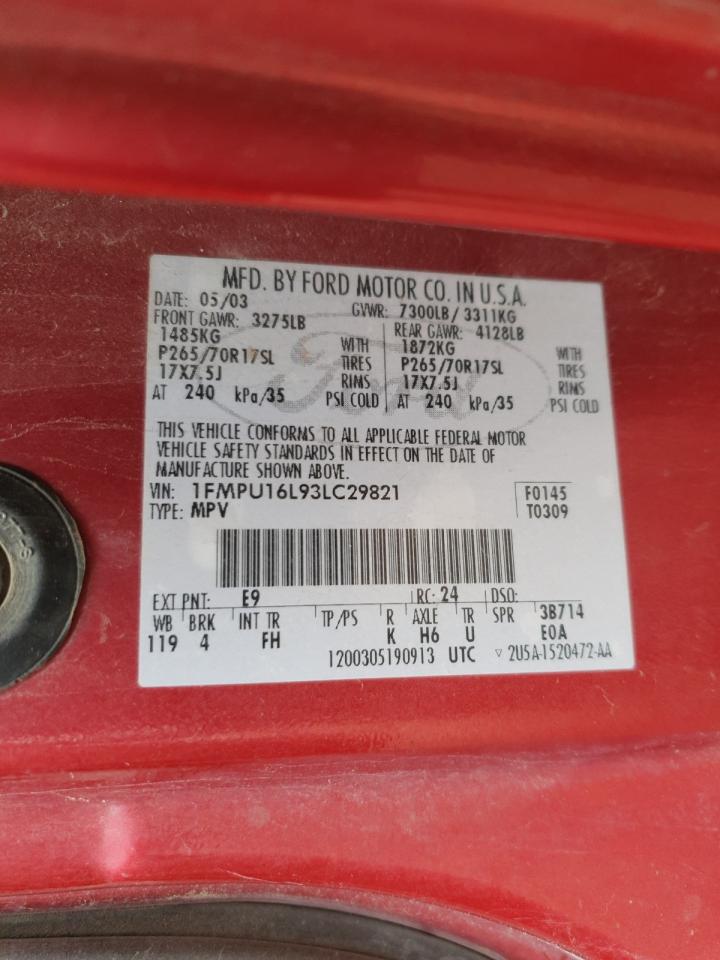 MFD. BY FORD MOTOR CO. IN U.S.A.
DATE: 05/03 GVWR: 7300LB/ 3311KG
FRONT GAWR: 3275LB REAR GAWR: 4128LB
1485KG WITH 1872KG WITH
P265/70R17SL TIRES P265/70R17SL TIRES
17X7.5J RIMS 17X7.5J RIMS
AT 240 kPa/35 PSI COLD AT 240 kPa/35 PSI COLD
Ford
THIS VEHICLE CONFORMS TO ALL APPLICABLE FEDERAL MOTOR
VEHICLE SAFETY STANDARDS IN EFFECT ON THE DATE OF
MANUFACTURE SHOWN ABOVE.
VIN: 1FMPU16L93LC29821 F0145
TYPE: MPV T0309
EXT PNT: E9 RC: 24 DSO:
WB BRK INT TR TP/PS R AXLE TR SPR 3B714
119 4 FH K H6 U E0A
1200305190913 UTC ▽ 2U5A-1520472-AA